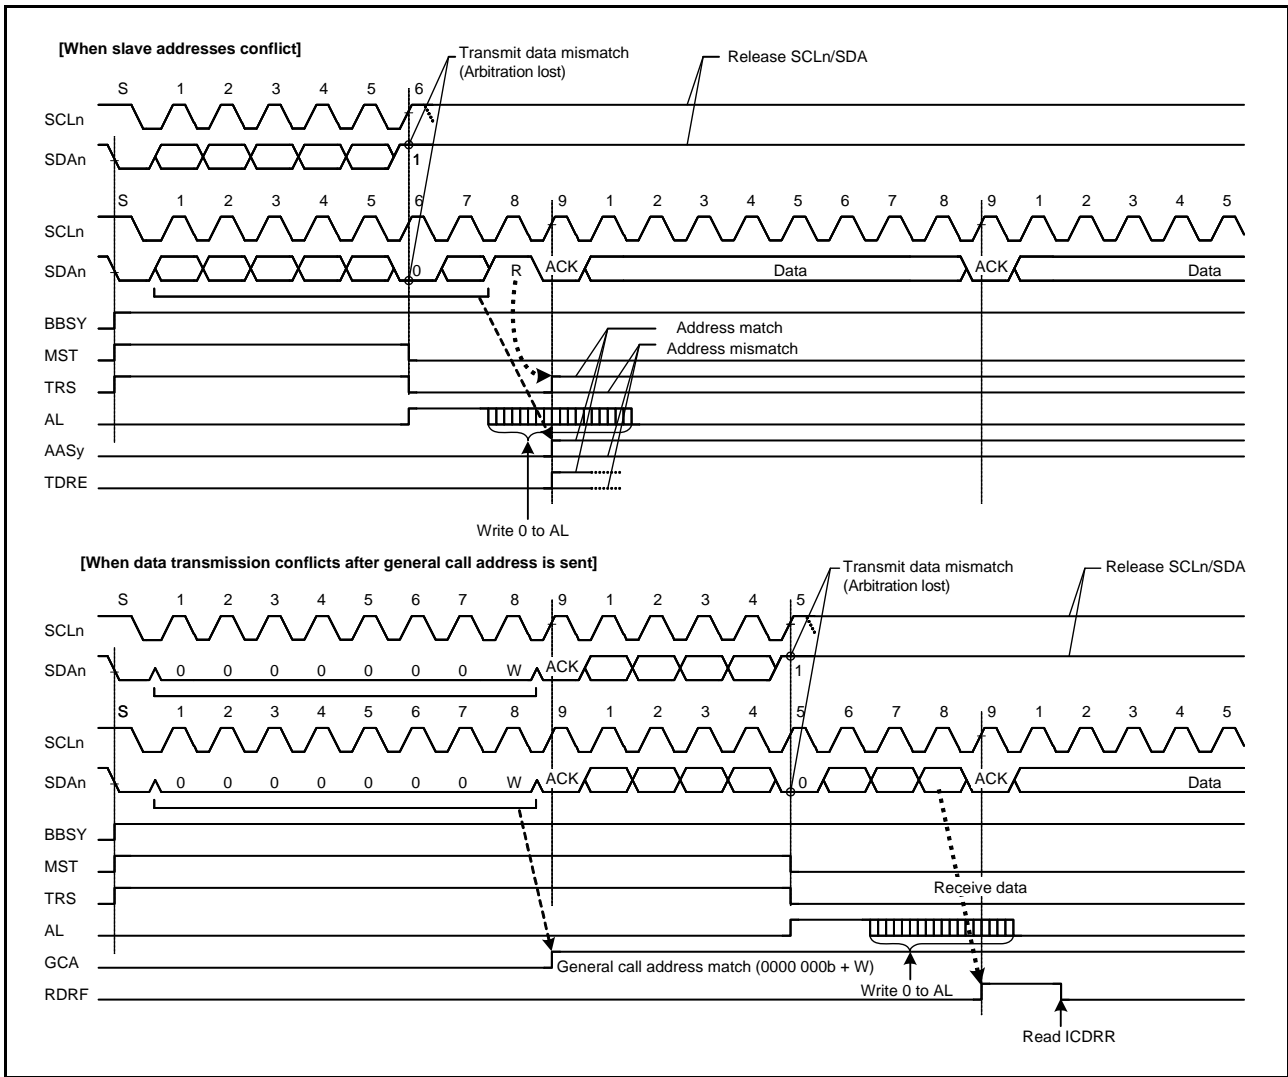 [When slave addresses conflict]
Transmit data mismatch
(Arbitration lost)
Release SCLn/SDA
S 1 2 3 4 5 6
SCLn
SDAn 1
S 1 2 3 4 5 6 7 8 9 1 2 3 4 5 6 7 8 9 1 2 3 4 5
SCLn
SDAn 0 R ACK Data ACK Data
BBSY
Address match
MST
Address mismatch
TRS
AL
AASy
TDRE
Write 0 to AL
[When data transmission conflicts after general call address is sent]
Transmit data mismatch
(Arbitration lost)
Release SCLn/SDA
S 1 2 3 4 5 6 7 8 9 1 2 3 4 5
SCLn
SDAn 0 0 0 0 0 0 0 W ACK 1
S 1 2 3 4 5 6 7 8 9 1 2 3 4 5 6 7 8 9 1 2 3 4 5
SCLn
SDAn 0 0 0 0 0 0 0 W ACK 0 ACK Data
BBSY
MST
TRS
Receive data
AL
GCA
General call address match (0000 000b + W)
Write 0 to AL
RDRF
Read ICDRR